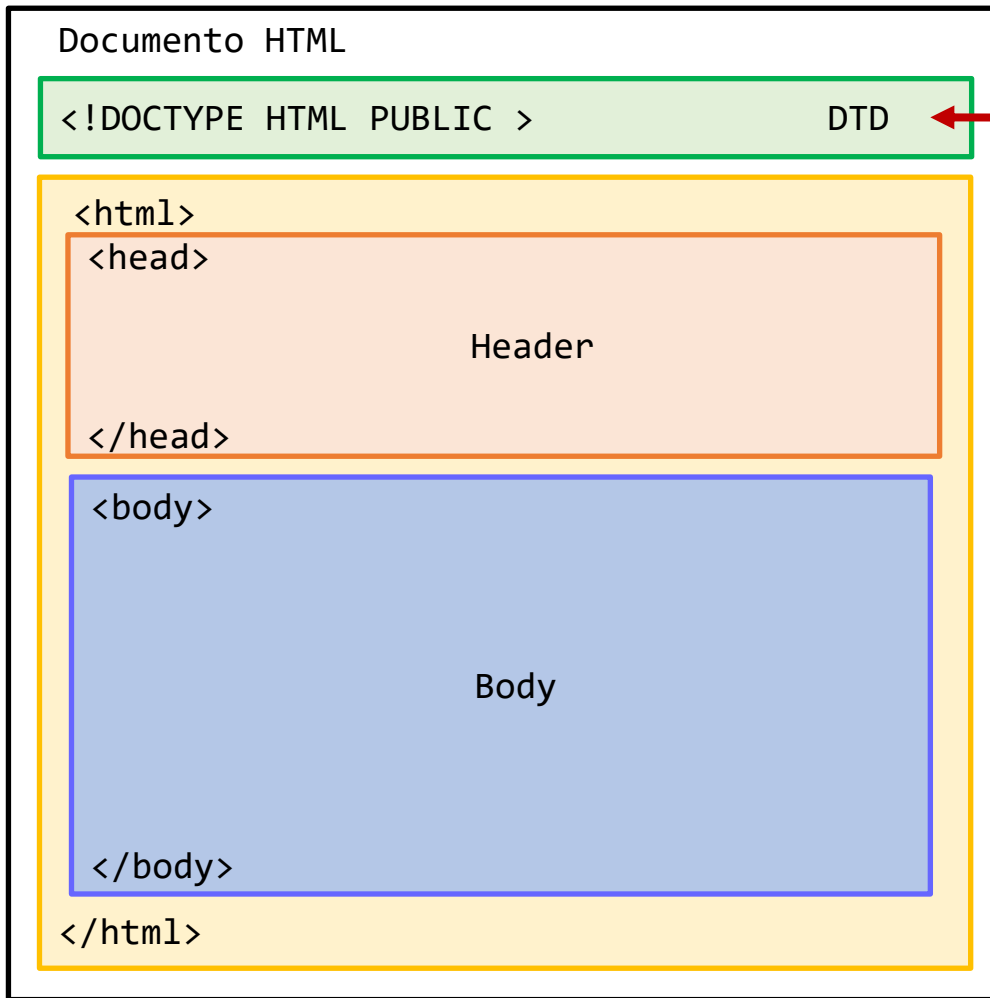 Documento HTML
<!DOCTYPE HTML PUBLIC > DTD
<html>
<head>
Header
</head>
<body>
Body
</body>
</html>